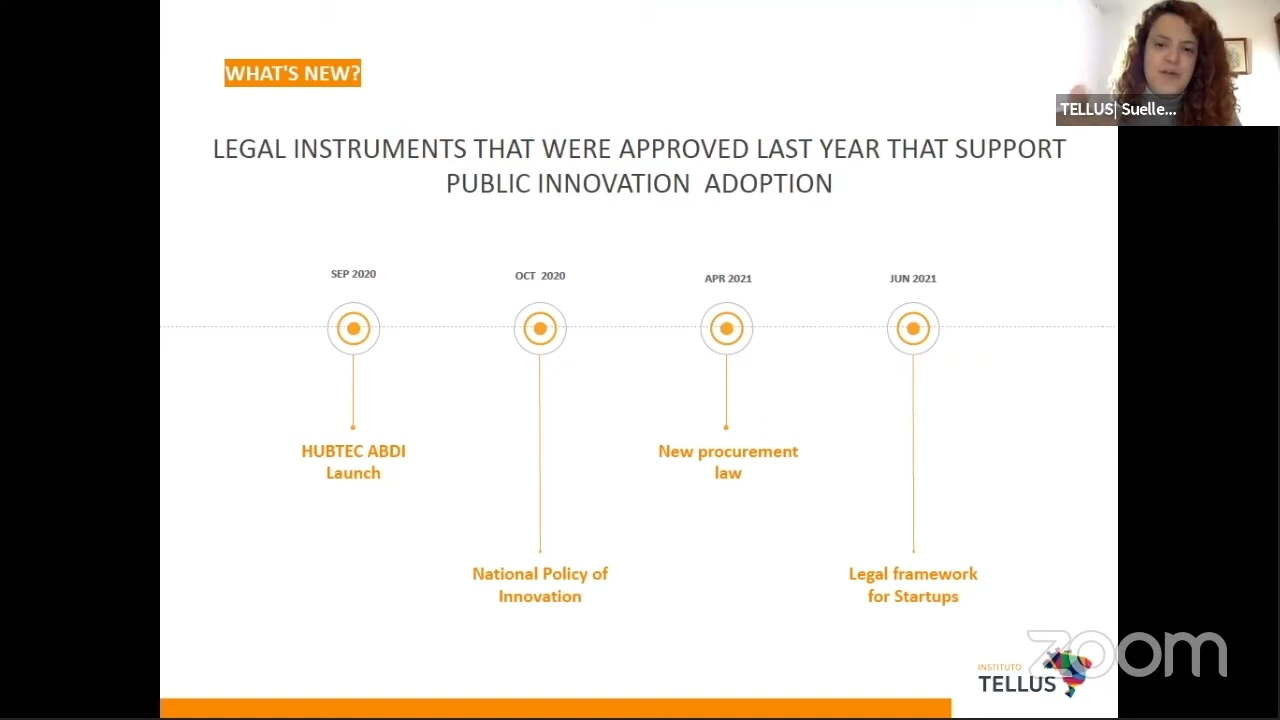 WHAT'S NEW?
TELLUS| Suelle...
LEGAL INSTRUMENTS THAT WERE APPROVED LAST YEAR THAT SUPPORT
PUBLIC INNOVATION ADOPTION
SEP 2020
OCT 2020
APR 2021
JUN 2021
HUBTEC ABDI
Launch
New procurement
law
National Policy of
Innovation
Legal framework
for Startups
INSTITUTO
TELLUS
zoom